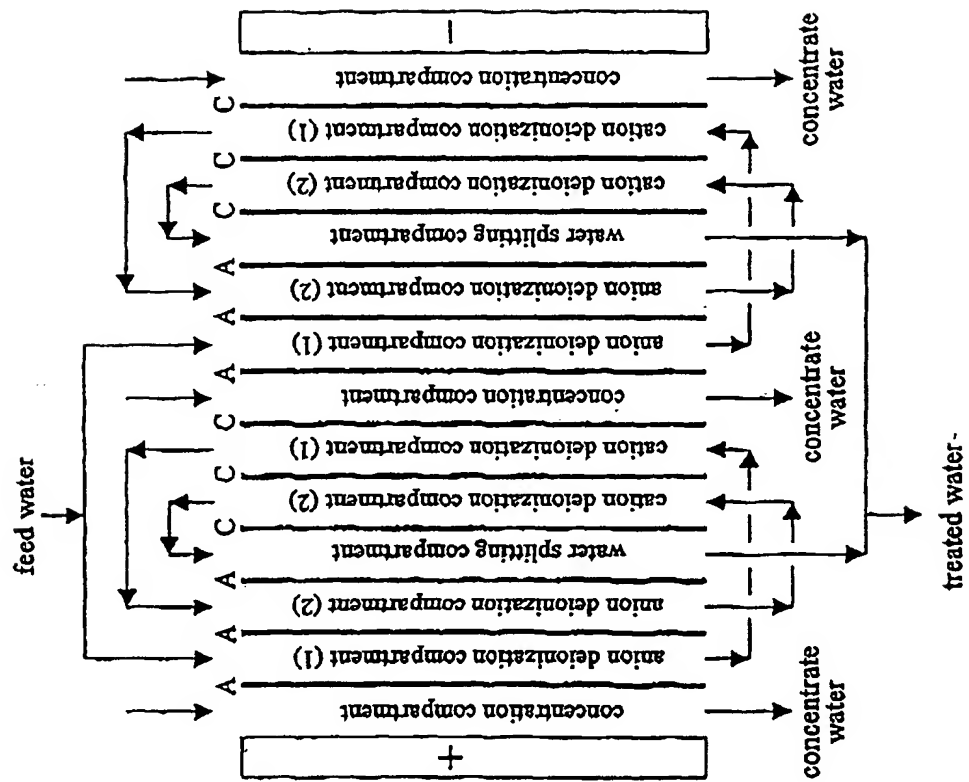 feed water
−
concentration compartment
C
cation deionization compartment (1)
C
cation deionization compartment (2)
C
water splitting compartment
A
anion deionization compartment (2)
A
anion deionization compartment (1)
A
concentration compartment
C
cation deionization compartment (1)
C
cation deionization compartment (2)
C
water splitting compartment
A
anion deionization compartment (2)
A
anion deionization compartment (1)
A
concentration compartment
+
concentrate
water
concentrate
water
concentrate
water
treated water-